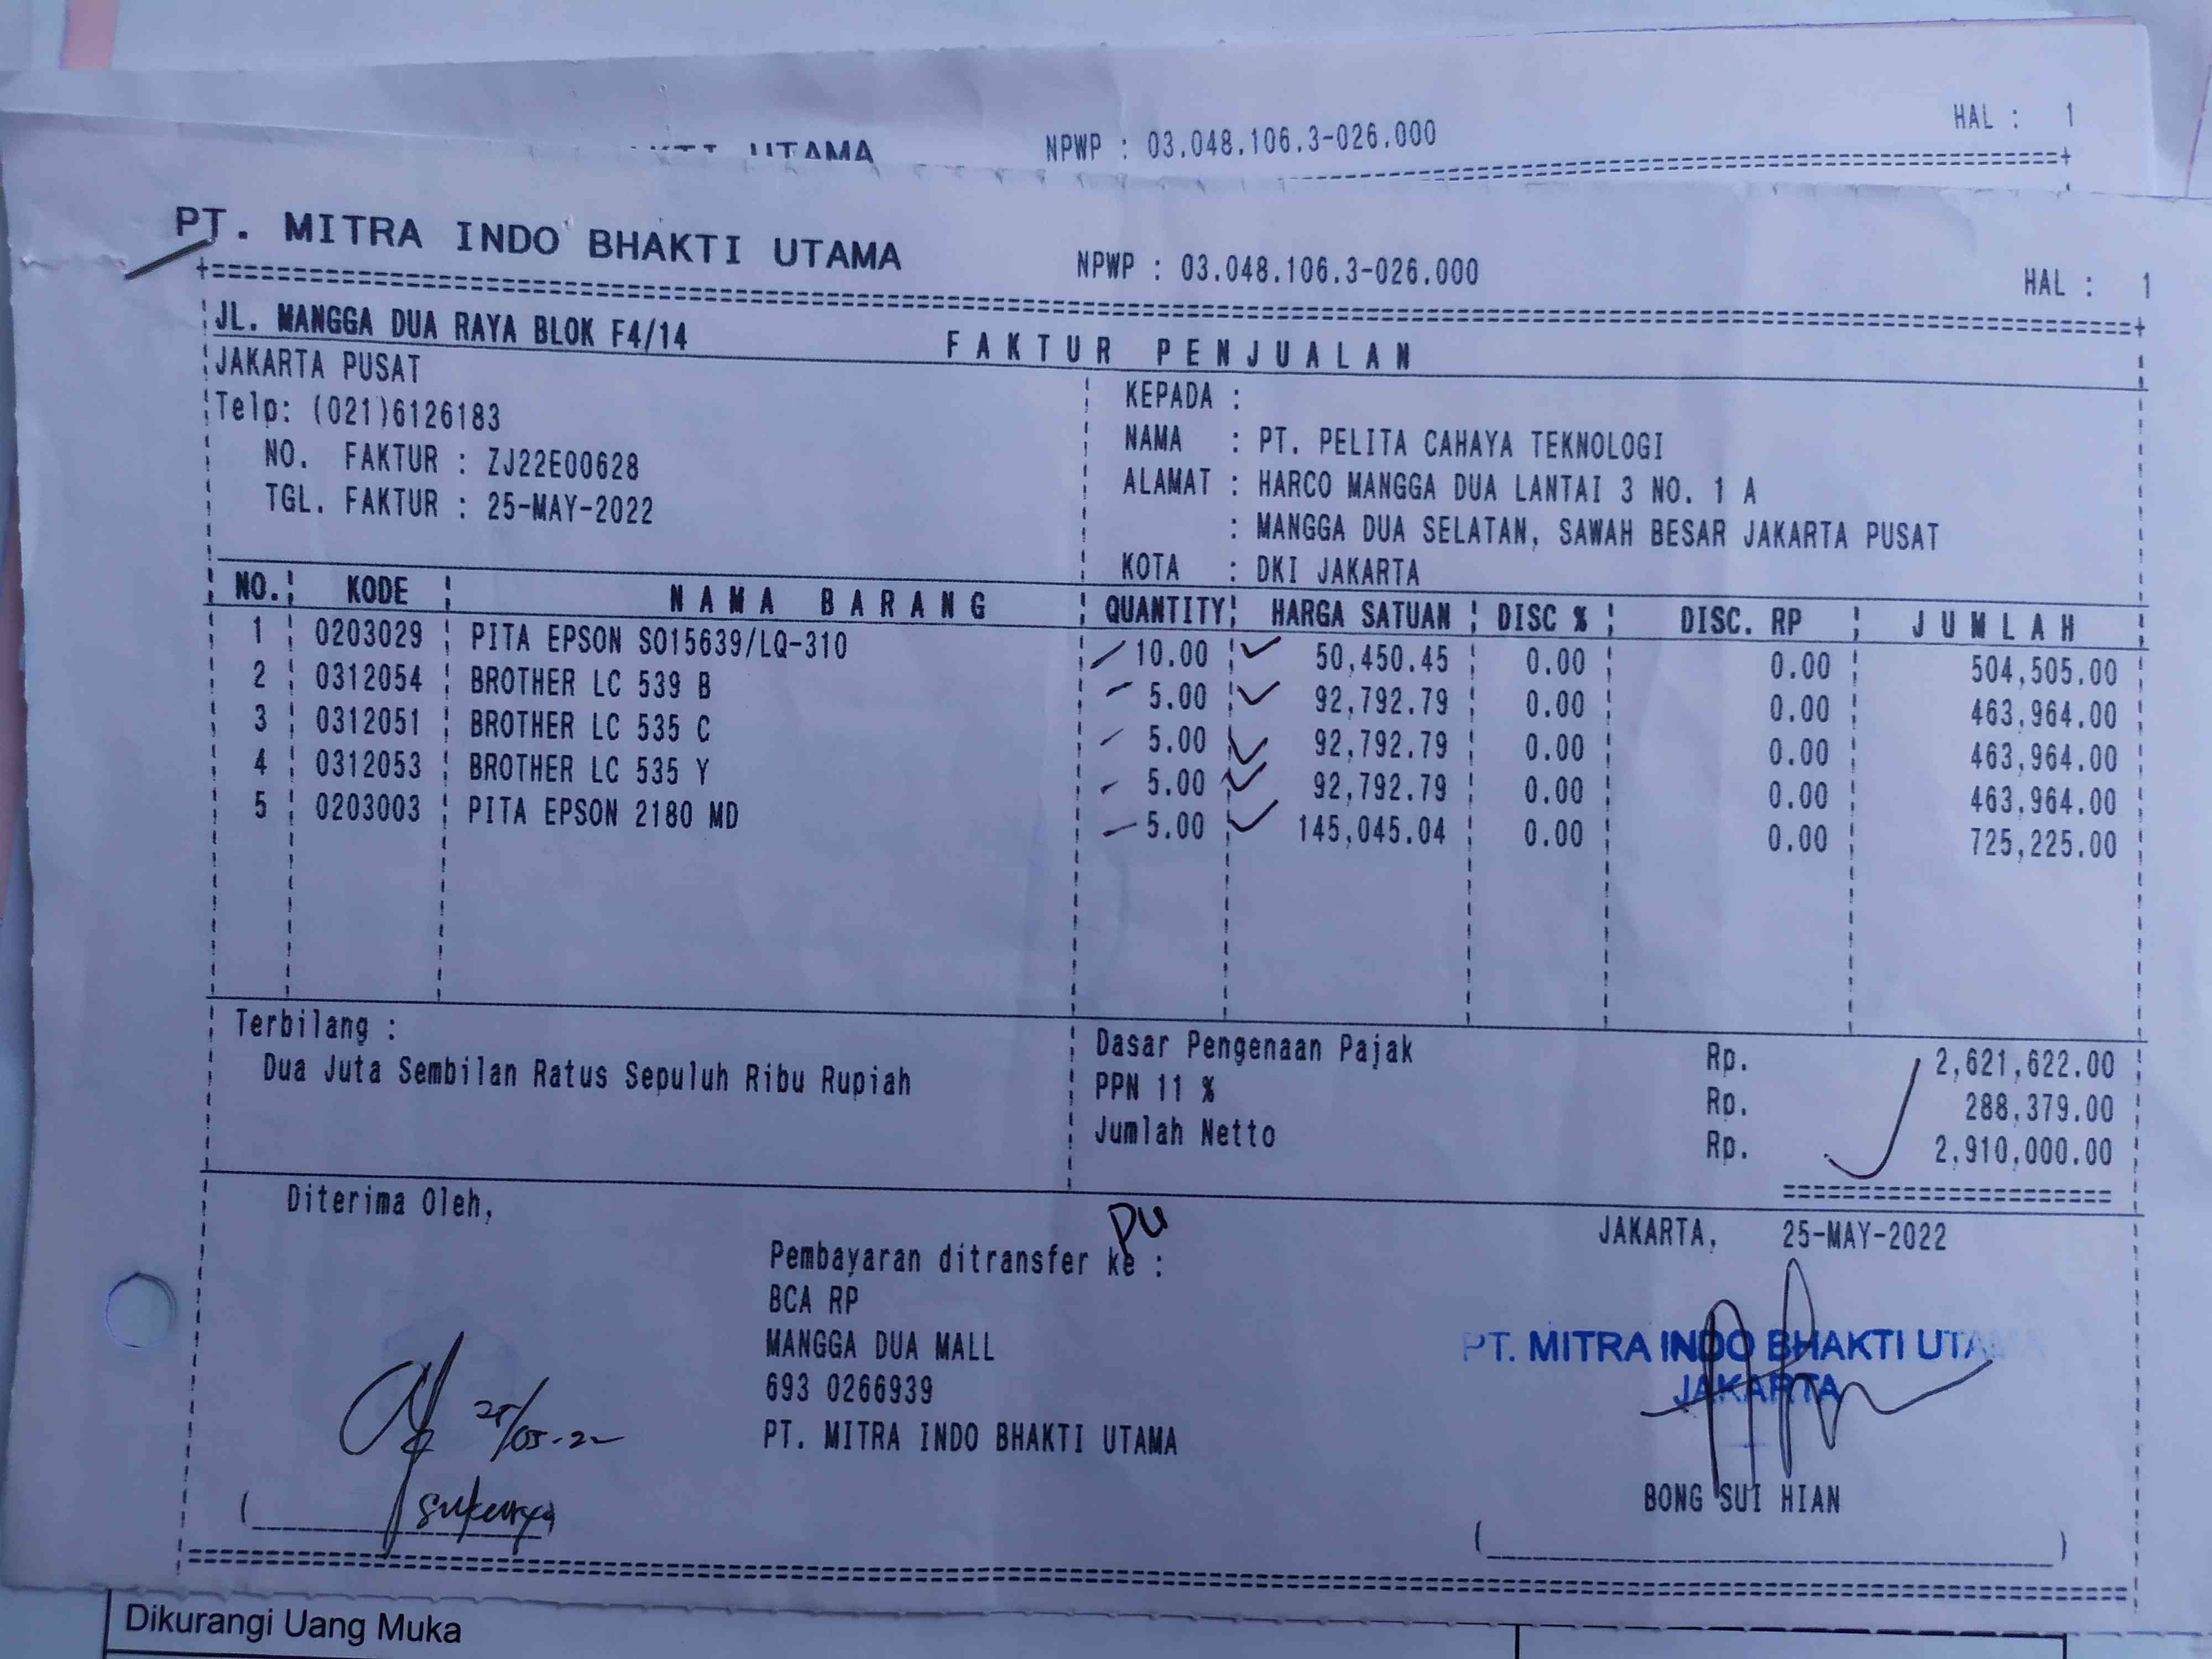 UTAMA NPWP : 03.048.106.3-026.000 HAL : 1
PT. MITRA INDO BHAKTI UTAMA NPWP : 03.048.106.3-026.000 HAL : 1
JL. MANGGA DUA RAYA BLOK F4/14
FAKTUR PENJUALAN
JAKARTA PUSAT
Telp: (021)6126183
NO. FAKTUR : ZJ22E00628
TGL. FAKTUR : 25-MAY-2022
KEPADA :
NAMA : PT. PELITA CAHAYA TEKNOLOGI
ALAMAT : HARCO MANGGA DUA LANTAI 3 NO. 1 A
: MANGGA DUA SELATAN, SAWAH BESAR JAKARTA PUSAT
KOTA : DKI JAKARTA
NO. KODE NAMA BARANG QUANTITY HARGA SATUAN DISC % DISC. RP JUMLAH
1 0203029 PITA EPSON SO15639/LQ-310 10.00 50,450.45 0.00 0.00 504,505.00
2 0312054 BROTHER LC 539 B 5.00 92,792.79 0.00 0.00 463,964.00
3 0312051 BROTHER LC 535 C 5.00 92,792.79 0.00 0.00 463,964.00
4 0312053 BROTHER LC 535 Y 5.00 92,792.79 0.00 0.00 463,964.00
5 0203003 PITA EPSON 2180 MD 5.00 145,045.04 0.00 0.00 725,225.00
Terbilang :
Dua Juta Sembilan Ratus Sepuluh Ribu Rupiah
Dasar Pengenaan Pajak Rp. 2,621,622.00
PPN 11 % Rp. 288,379.00
Jumlah Netto Rp. 2,910,000.00
Diterima Oleh,
pu
Pembayaran ditransfer ke :
BCA RP
MANGGA DUA MALL
693 0266939
PT. MITRA INDO BHAKTI UTAMA
25/05-22
JAKARTA, 25-MAY-2022
PT. MITRA INDO BHAKTI UTAMA
JAKARTA
BONG SUI HIAN
Dikurangi Uang Muka